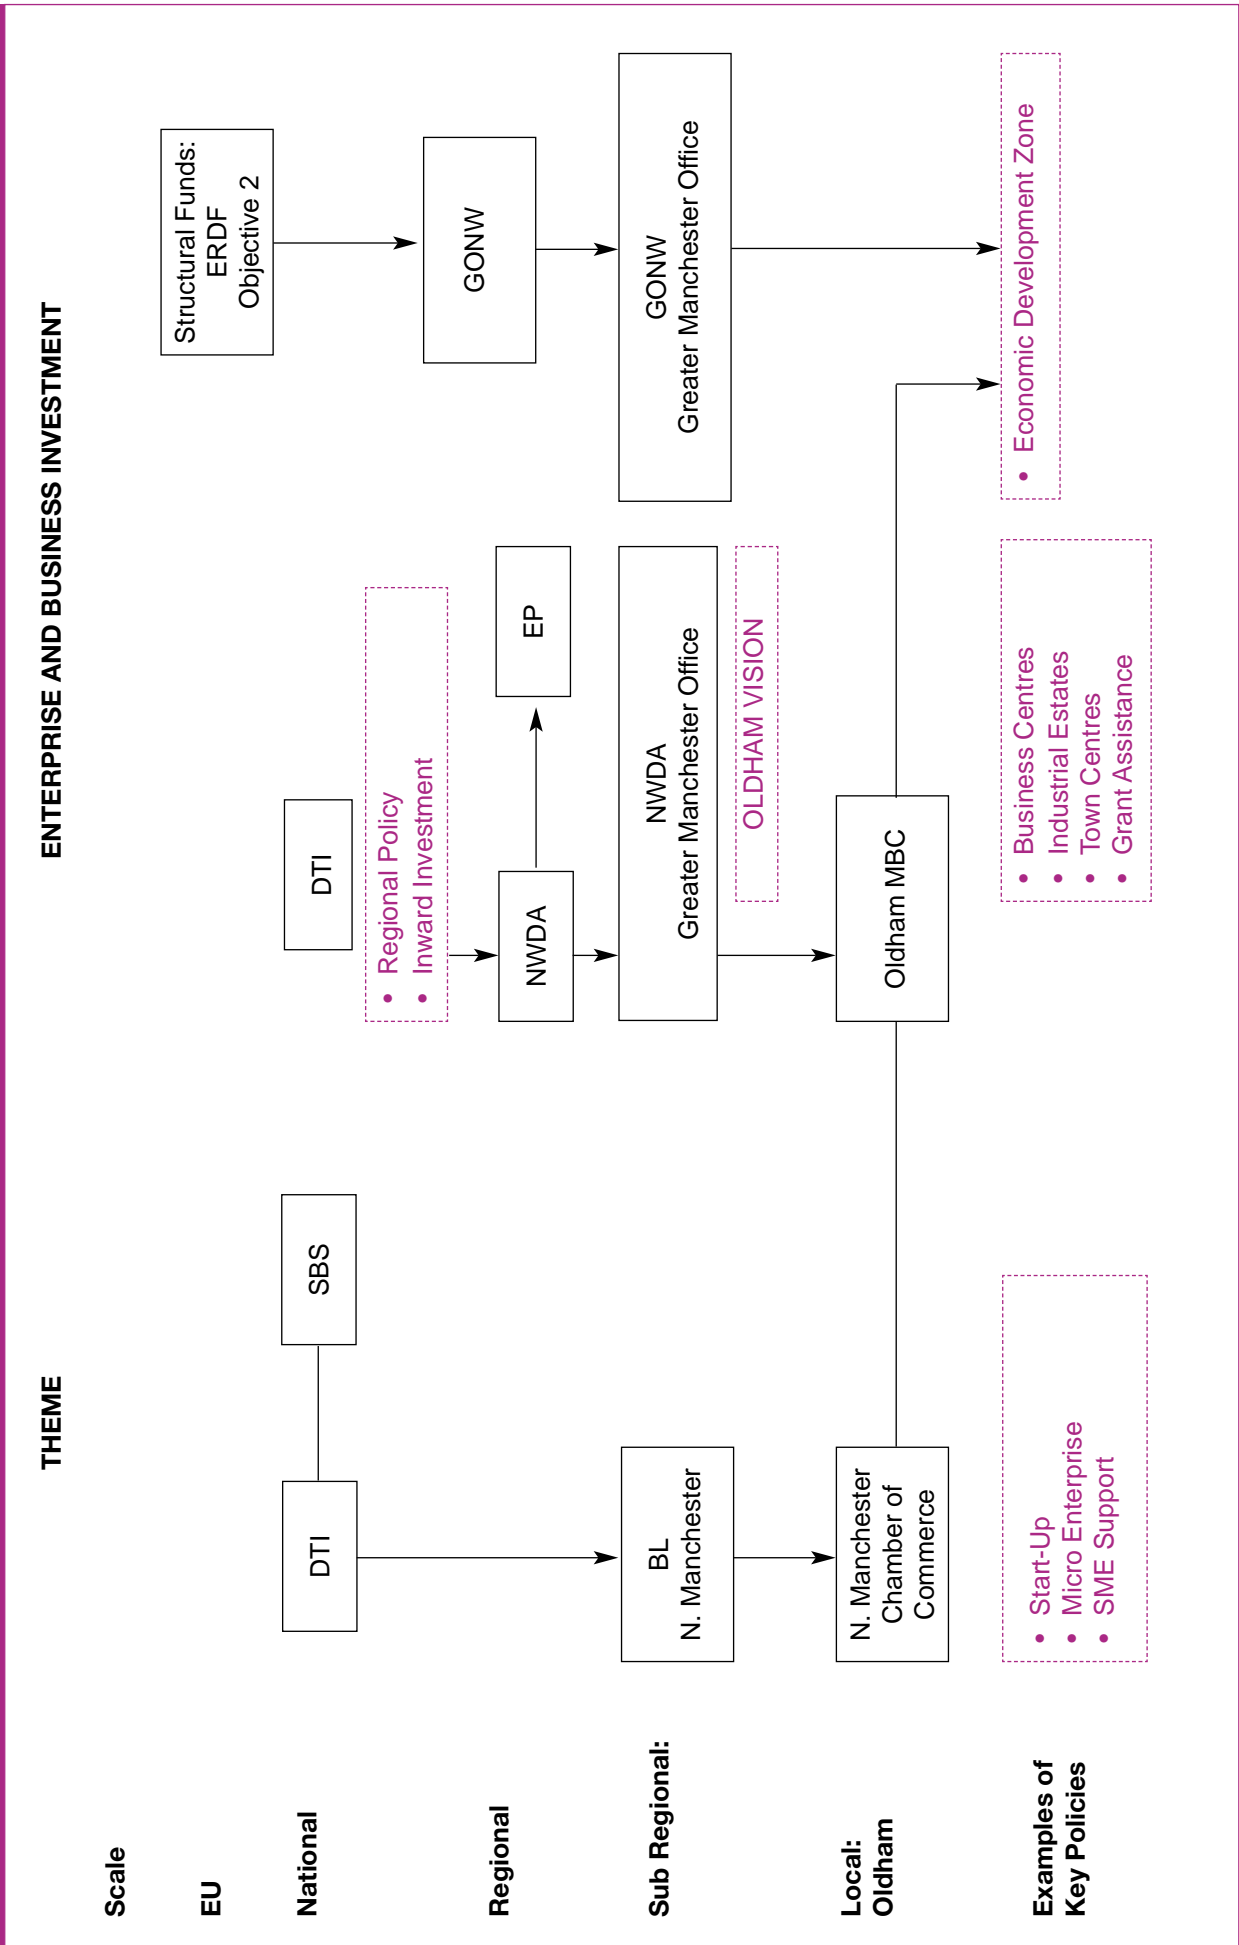 THEME
ENTERPRISE AND BUSINESS INVESTMENT
Scale
EU
Structural Funds:
ERDF
Objective 2
National
DTI
SBS
DTI
• Regional Policy
• Inward Investment
Regional
NWDA
EP
GONW
Sub Regional:
BL
N. Manchester
NWDA
Greater Manchester Office
GONW
Greater Manchester Office
OLDHAM VISION
Local:
Oldham
N. Manchester
Chamber of
Commerce
Oldham MBC
Examples of
Key Policies
• Start-Up
• Micro Enterprise
• SME Support
• Business Centres
• Industrial Estates
• Town Centres
• Grant Assistance
• Economic Development Zone